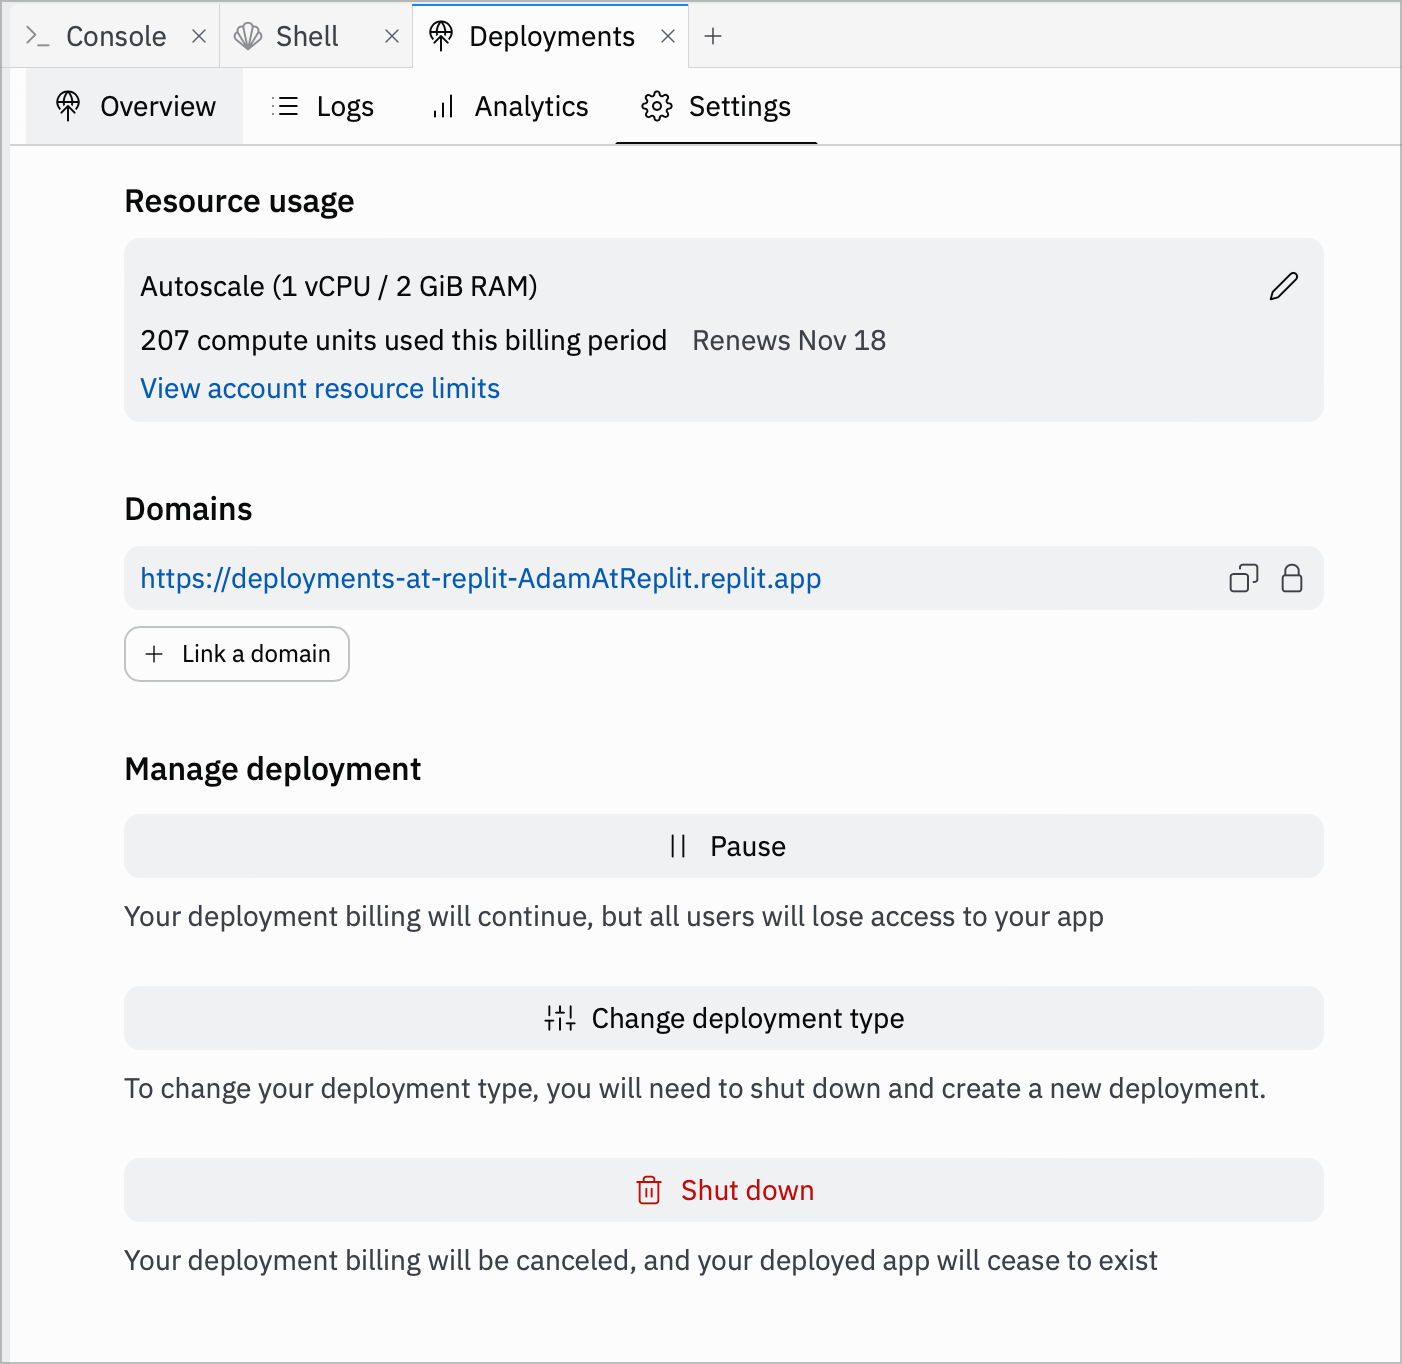 Console
Shell
Deployments
Overview
Logs
Analytics
Settings
Resource usage
Autoscale (1 vCPU / 2 GiB RAM)
207 compute units used this billing period Renews Nov 18
View account resource limits
Domains
https://deployments-at-replit-AdamAtReplit.replit.app
Link a domain
Manage deployment
Pause
Your deployment billing will continue, but all users will lose access to your app
Change deployment type
To change your deployment type, you will need to shut down and create a new deployment.
Shut down
Your deployment billing will be canceled, and your deployed app will cease to exist